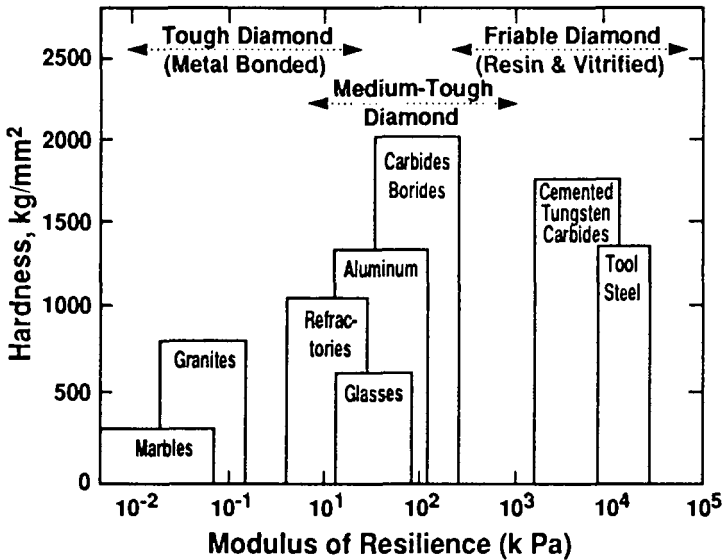 2500
2000
1500
1000
500
0
Hardness, kg/mm²
Tough Diamond
(Metal Bonded)
Friable Diamond
(Resin & Vitrified)
Medium-Tough
Diamond
Carbides
Borides
Cemented
Tungsten
Carbides
Aluminum
Tool
Steel
Refrac-
tories
Granites
Glasses
Marbles
10⁻² 10⁻¹ 10¹ 10² 10³ 10⁴ 10⁵
Modulus of Resilience (k Pa)